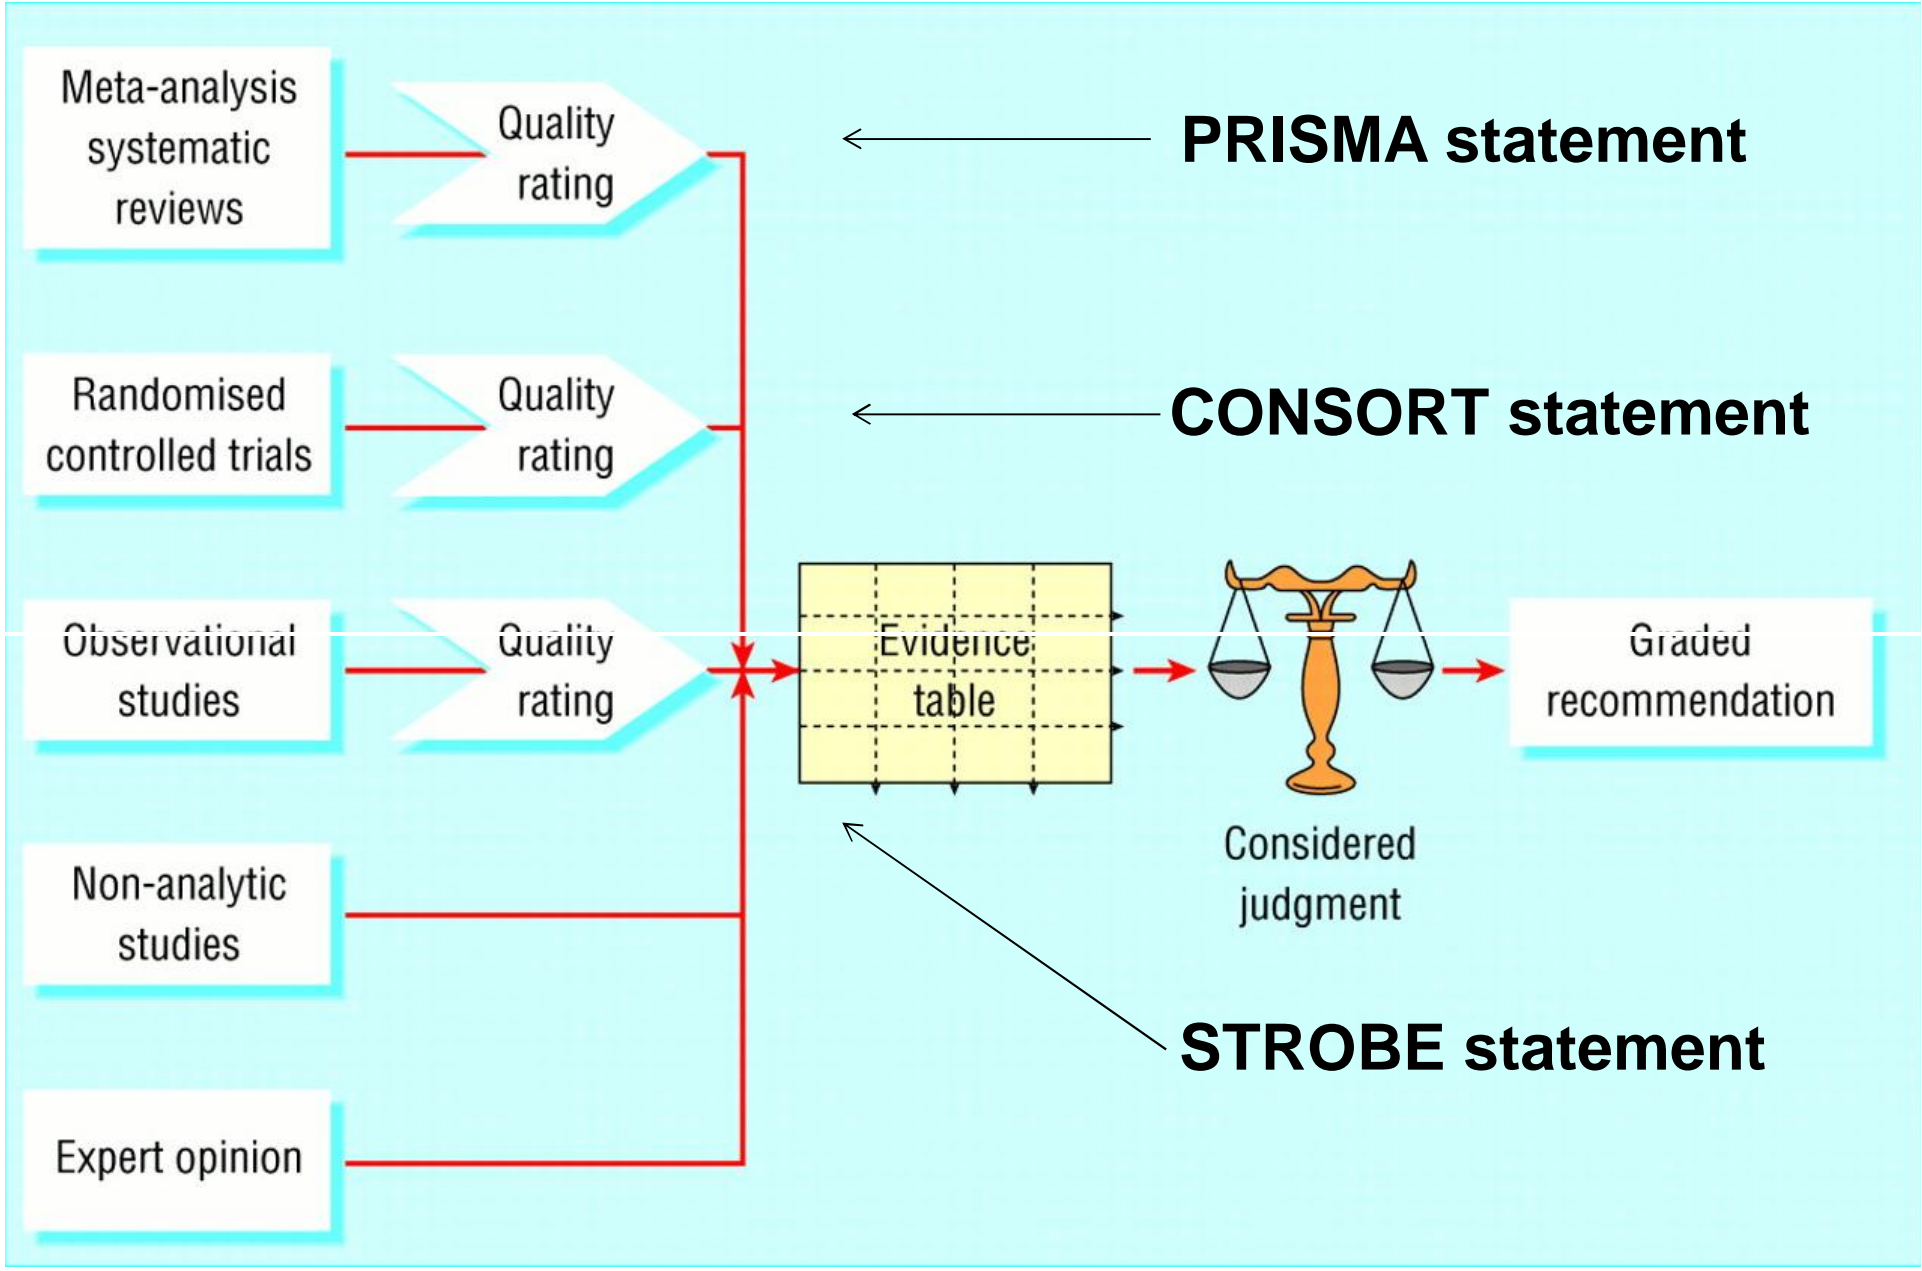 Meta-analysis
systematic
reviews
Quality
rating
PRISMA statement
Randomised
controlled trials
Quality
rating
CONSORT statement
Observational
studies
Quality
rating
Evidence
table
Graded
recommendation
Considered
judgment
Non-analytic
studies
STROBE statement
Expert opinion